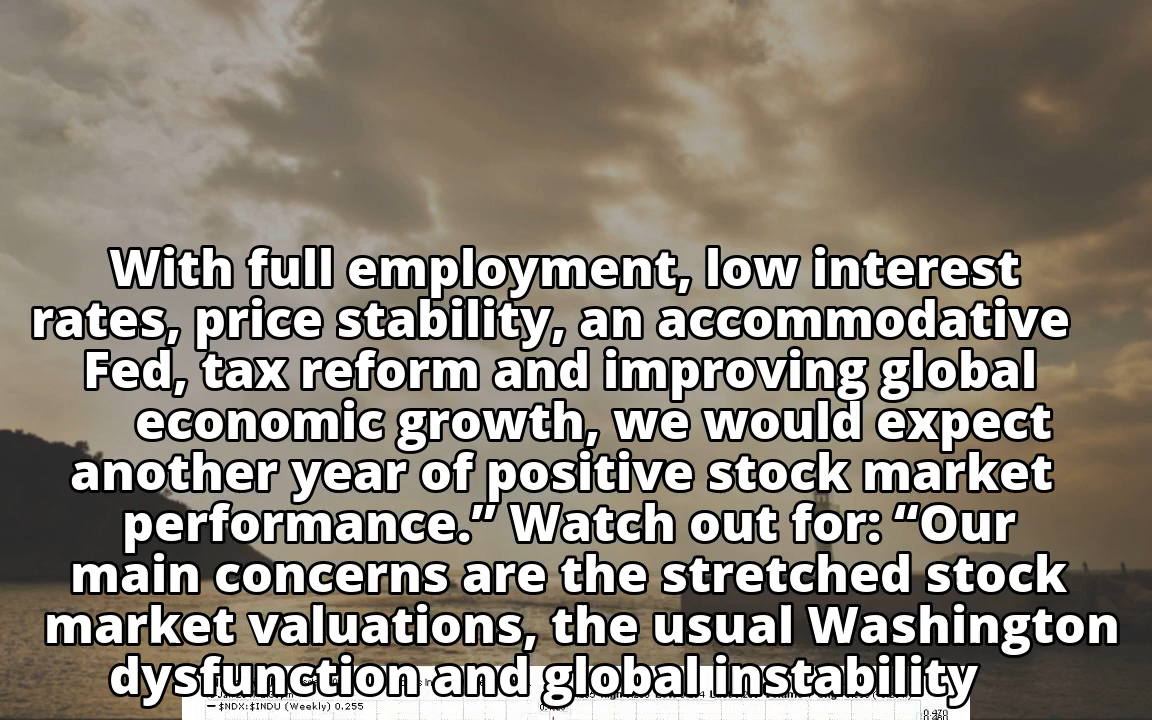 With full employment, low interest
rates, price stability, an accommodative
Fed, tax reform and improving global
economic growth, we would expect
another year of positive stock market
performance.” Watch out for: “Our
main concerns are the stretched stock
market valuations, the usual Washington
dysfunction and global instability
$NDX:$INDU (Weekly) 0.255